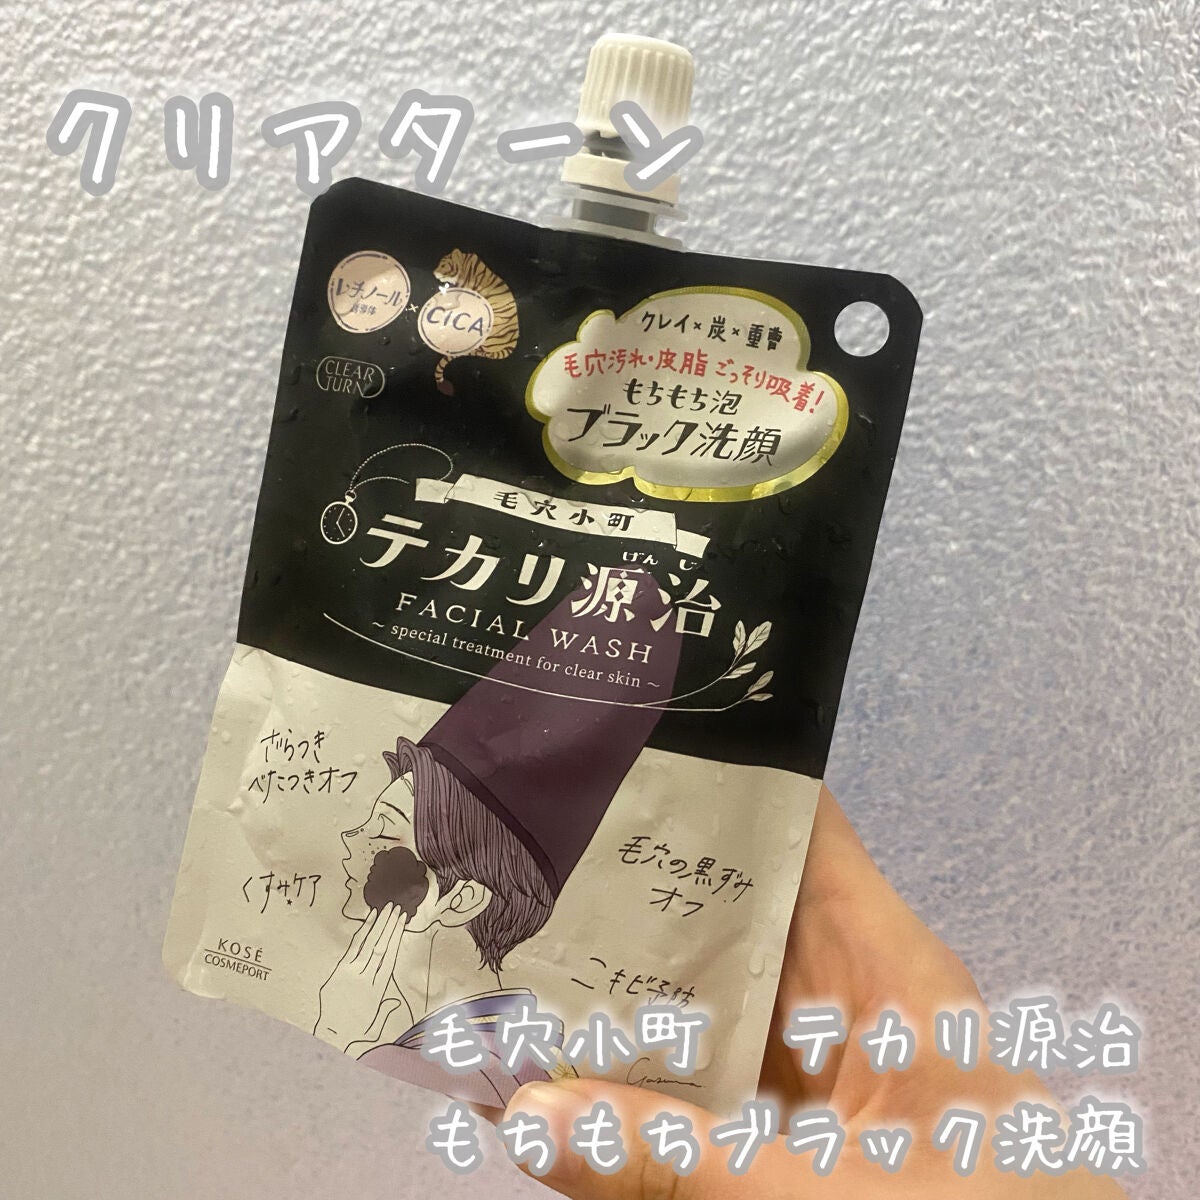 クリアターン
レチノール
誘導体
×
CICA
CLEAR
TURN
クレイ×炭×重曹
毛穴汚れ・皮脂ごっそり吸着!
もちもち泡
ブラック洗顔
毛穴小町
げんじ
テカリ源治
FACIAL WASH
~ special treatment for clear skin ~
ざらつき
べたつきオフ
毛穴の黒ずみ
オフ
くすみケア
ニキビ予防
KOSÉ
COSMEPORT
毛穴小町 テカリ源治
もちもちブラック洗顔